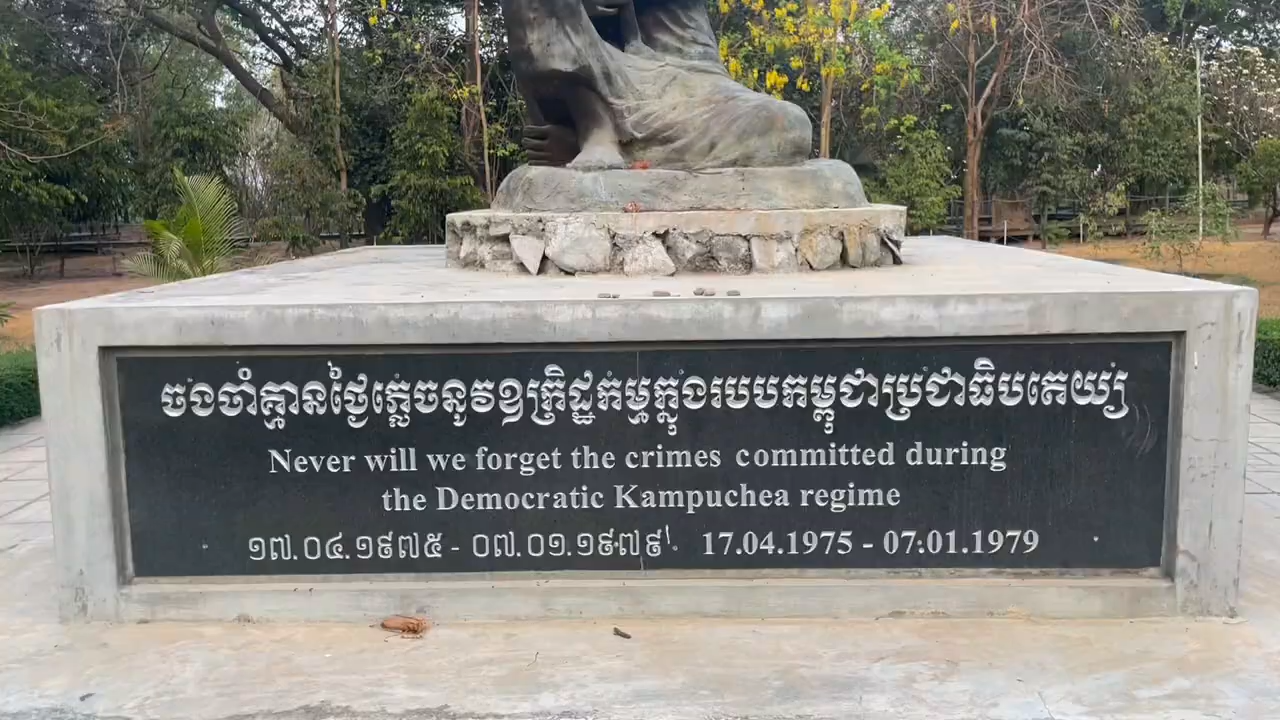 ចងចាំគ្មានថ្ងៃភ្លេចនូវឧក្រិដ្ឋកម្មក្នុងរបបកម្ពុជាប្រជាធិបតេយ្យ
Never will we forget the crimes committed during
the Democratic Kampuchea regime
១៧.០៤.១៩៧៥ - ០៧.០១.១៩៧៩ 17.04.1975 - 07.01.1979